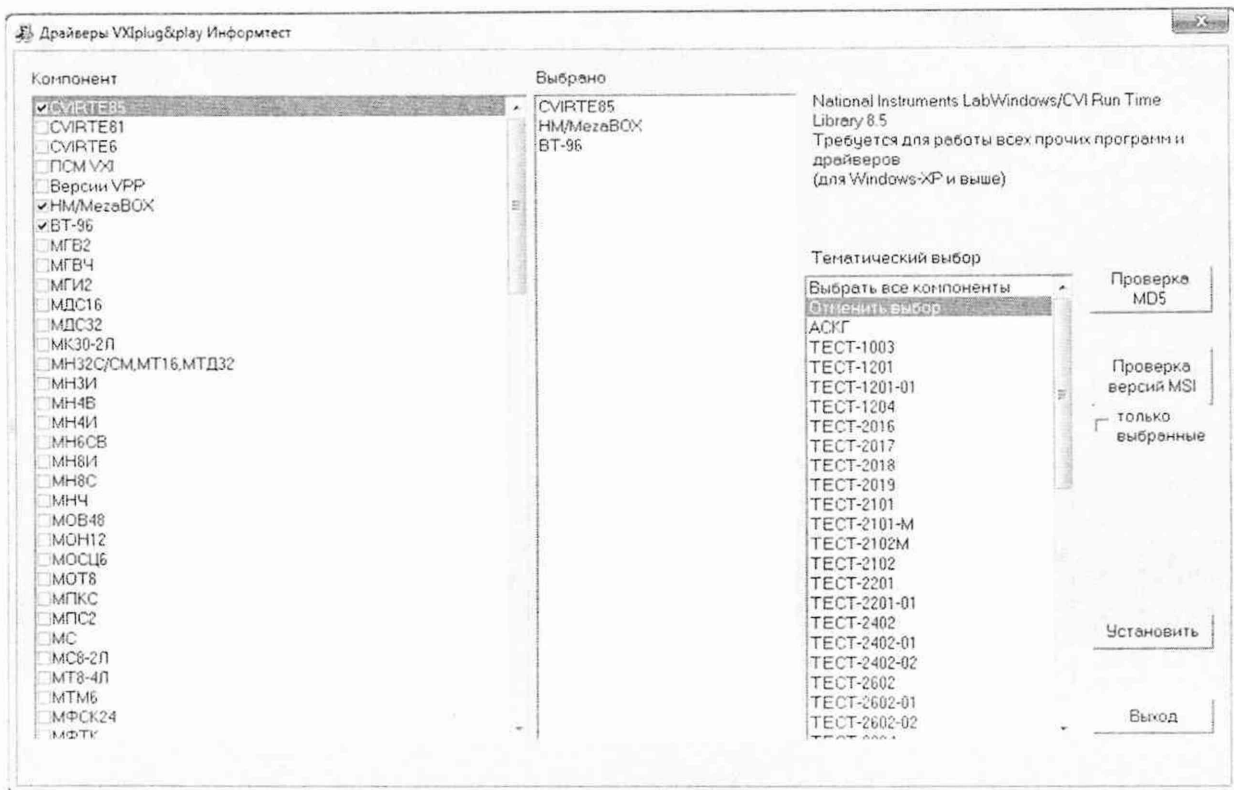 Драйверы VXIplug&play Информтест
Компонент
CVIRTE85
CVIRTE81
CVIRTE6
ПСМ VXI
Версии VPP
НМ/MezaBOX
ВТ-96
МГВ2
МГВЧ
МГИ2
МДС16
МДС32
МК30-2Л
МН32С/СМ,МТ16,МТД32
МН3И
МН4В
МН4И
МН6СВ
МН8И
МН8С
МНЧ
МОВ48
МОН12
МОСЦ6
МОТ8
МПКС
МПС2
МС
МС8-2Л
МТ8-4Л
МТМ6
МФСК24
МФТК
Выбрано
CVIRTE85
НМ/MezaBOX
ВТ-96
National Instruments LabWindows/CVI Run Time
Library 8.5
Требуется для работы всех прочих программ и
драйверов
(для Windows-XP и выше)
Тематический выбор
Выбрать все компоненты
Отменить выбор
АСКГ
ТЕСТ-1003
ТЕСТ-1201
ТЕСТ-1201-01
ТЕСТ-1204
ТЕСТ-2016
ТЕСТ-2017
ТЕСТ-2018
ТЕСТ-2019
ТЕСТ-2101
ТЕСТ-2101-М
ТЕСТ-2102М
ТЕСТ-2102
ТЕСТ-2201
ТЕСТ-2201-01
ТЕСТ-2402
ТЕСТ-2402-01
ТЕСТ-2402-02
ТЕСТ-2602
ТЕСТ-2602-01
ТЕСТ-2602-02
Проверка
MD5
Проверка
версий MSI
только
выбранные
Установить
Выход